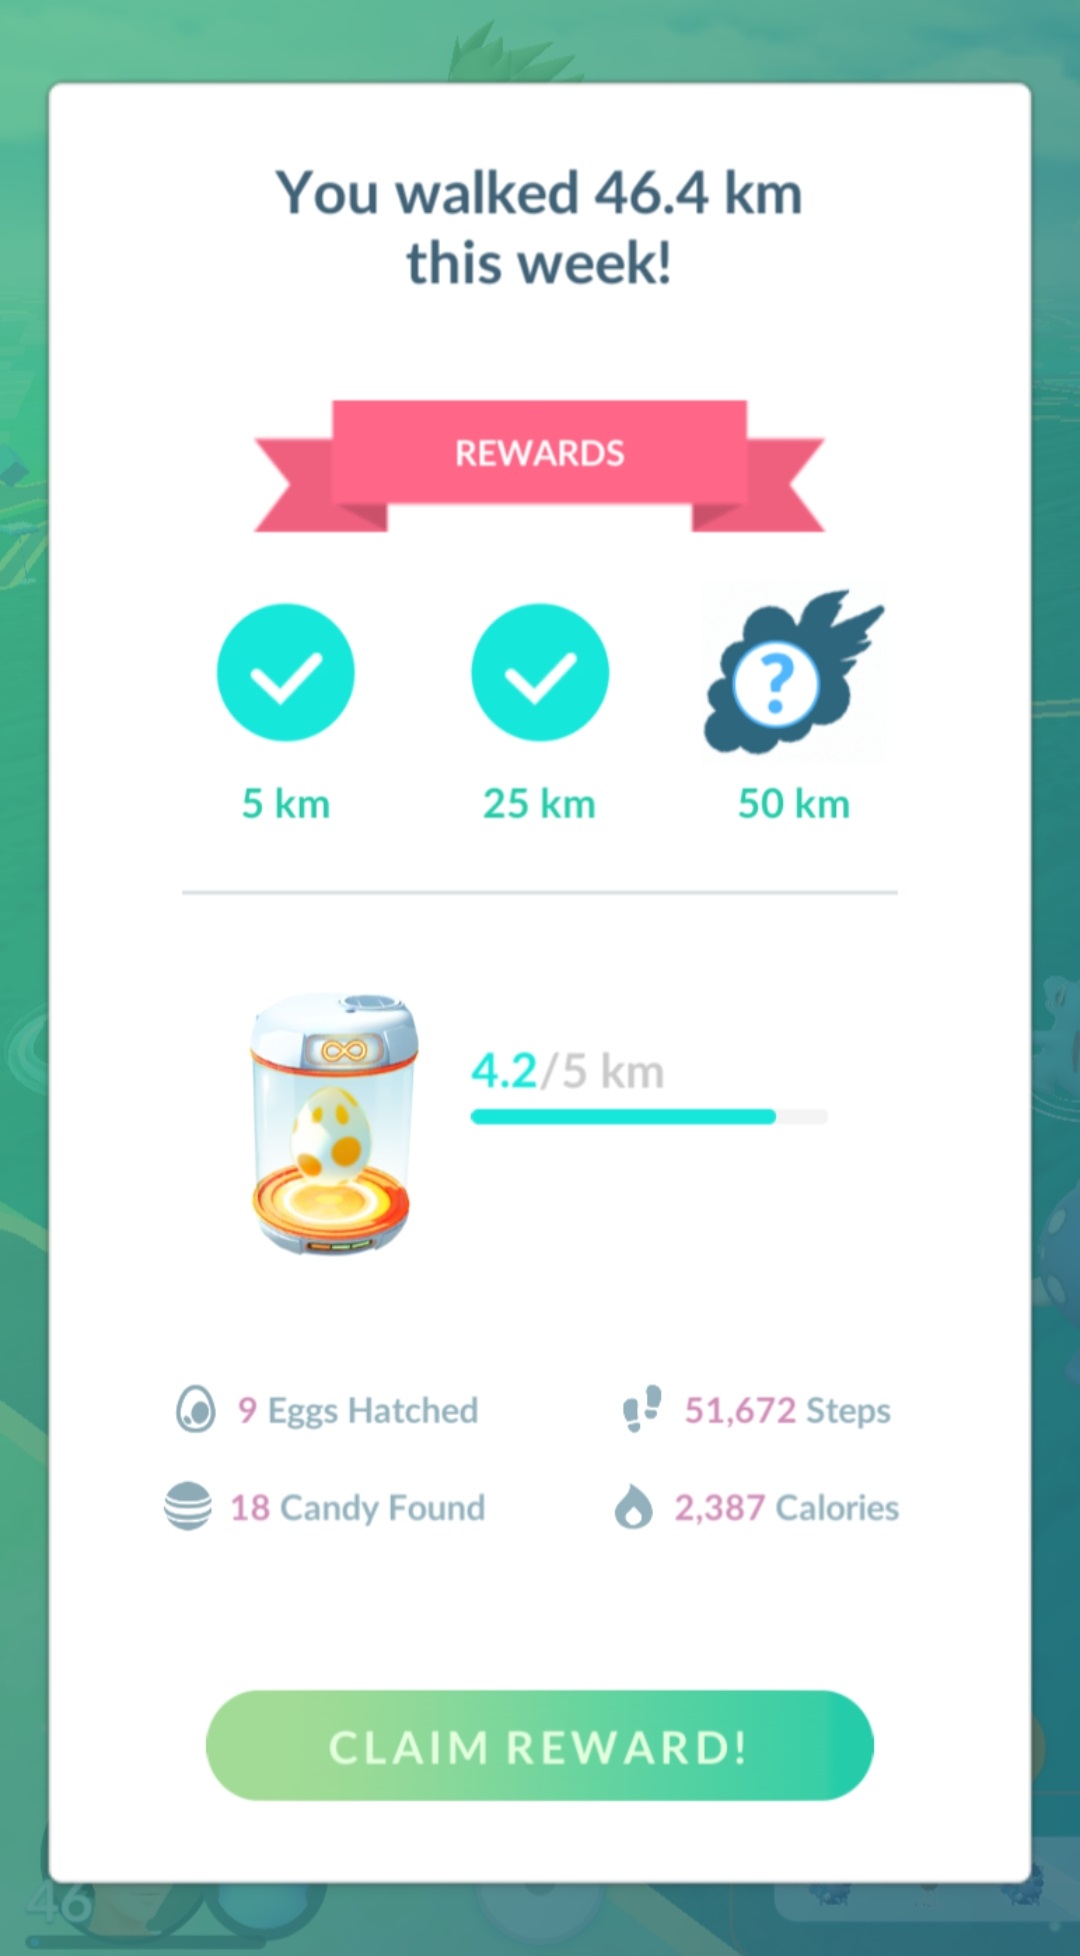 You walked 46.4 km
this week!
REWARDS
?
5 km
25 km
50 km
4.2/5 km
9 Eggs Hatched
51,672 Steps
18 Candy Found
2,387 Calories
CLAIM REWARD!
46